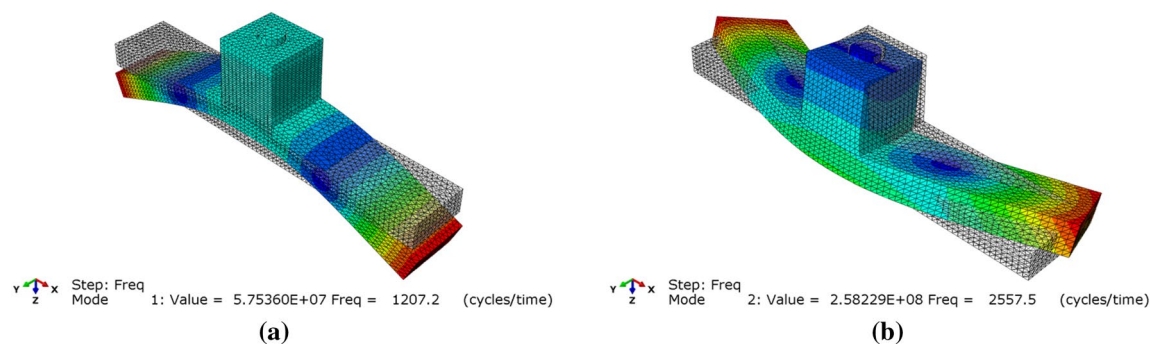 Y X Step: Freq
Z Mode 1: Value = 5.75360E+07 Freq = 1207.2 (cycles/time)
(a)
Y X Step: Freq
Z Mode 2: Value = 2.58229E+08 Freq = 2557.5 (cycles/time)
(b)